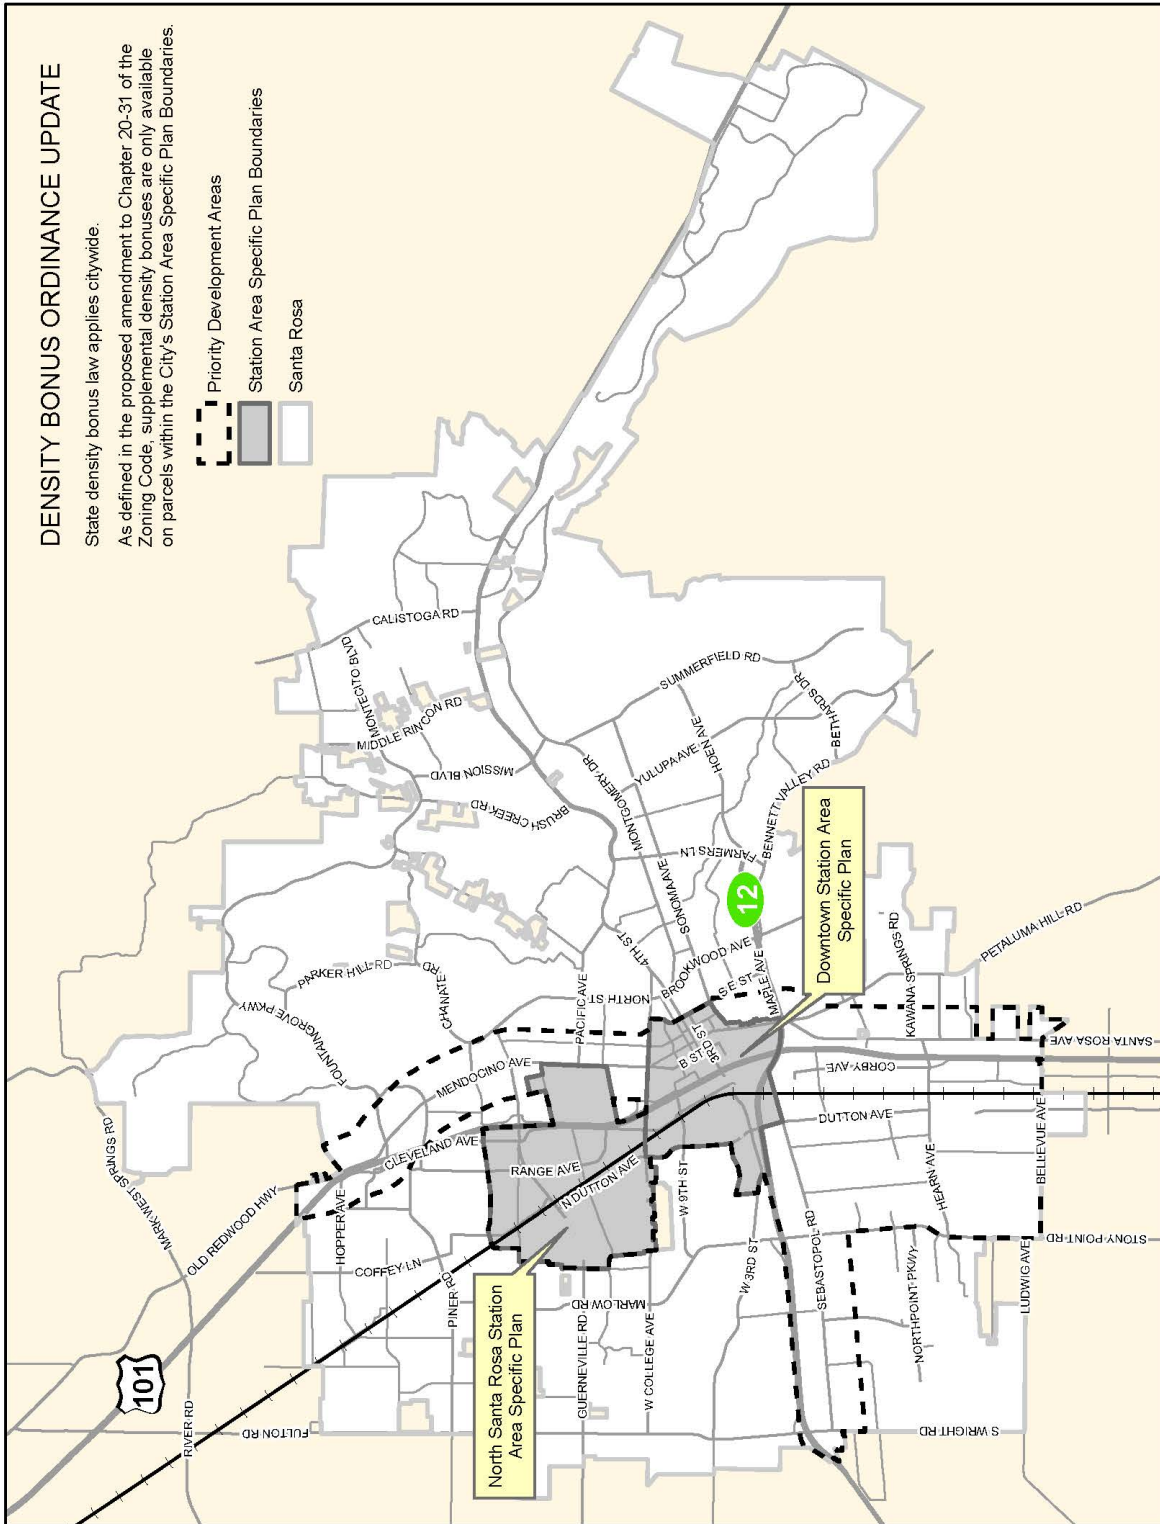 DENSITY BONUS ORDINANCE UPDATE
State density bonus law applies citywide.
As defined in the proposed amendment to Chapter 20-31 of the
Zoning Code, supplemental density bonuses are only available
on parcels within the City's Station Area Specific Plan Boundaries.
Priority Development Areas
Station Area Specific Plan Boundaries
Santa Rosa
CALISTOGA RD
MONTECITO BLVD
MIDDLE RINCON RD
MISSION BLVD
BRUSH CREEK RD
SUMMERFIELD RD
BETHARDS DR
HOEN AVE
YULUPA AVE
MONTGOMERY DR
BENNETT VALLEY RD
FARMERS LN
SONOMA AVE
12
4TH ST
BROOKWOOD AVE
S E ST
MAPLE AVE
Downtown Station Area
Specific Plan
PARKER HILL RD
CHANATE RD
FOUNTAINGROVE PKWY
PACIFIC AVE
NORTH ST
MENDOCINO AVE
B ST
3RD ST
KAWANA SPRINGS RD
PETALUMA HILL RD
SANTA ROSA AVE
CORBY AVE
DUTTON AVE
HEARN AVE
BELLEVUE AVE
MARK WEST SPRINGS RD
OLD REDWOOD HWY
CLEVELAND AVE
RANGE AVE
N DUTTON AVE
W 9TH ST
HOPPER AVE
COFFEY LN
PINER RD
North Santa Rosa Station
Area Specific Plan
GUERNEVILLE RD
MARLOW RD
W COLLEGE AVE
W 3RD ST
SEBASTOPOL RD
NORTHPOINT PKWY
STONY POINT RD
LUDWIG AVE
101
RIVER RD
FULTON RD
S WRIGHT RD